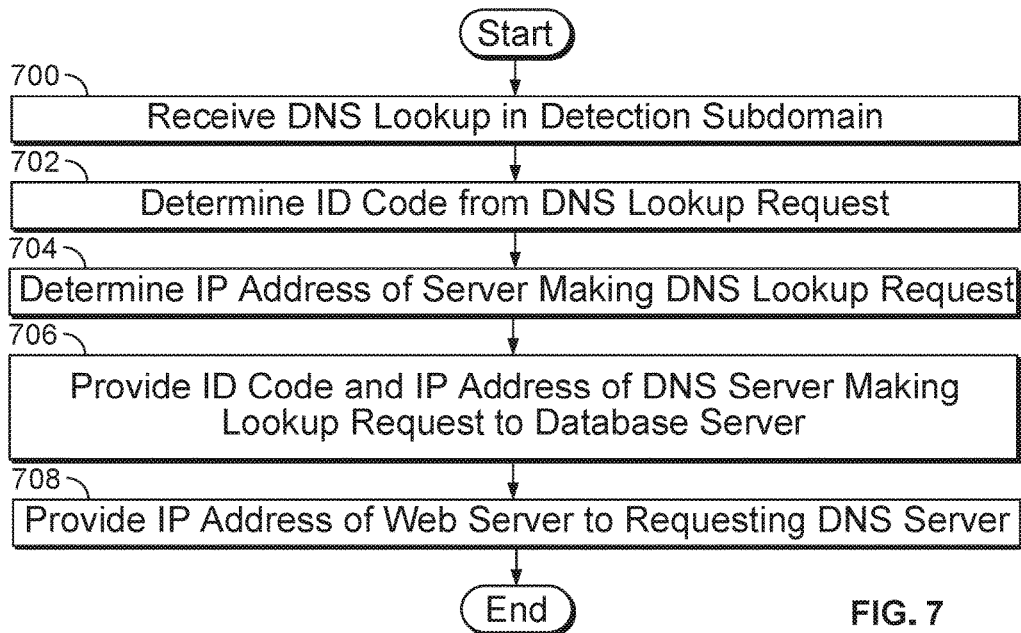 Start
700
Receive DNS Lookup in Detection Subdomain
702
Determine ID Code from DNS Lookup Request
704
Determine IP Address of Server Making DNS Lookup Request
706
Provide ID Code and IP Address of DNS Server Making
Lookup Request to Database Server
708
Provide IP Address of Web Server to Requesting DNS Server
End
FIG. 7